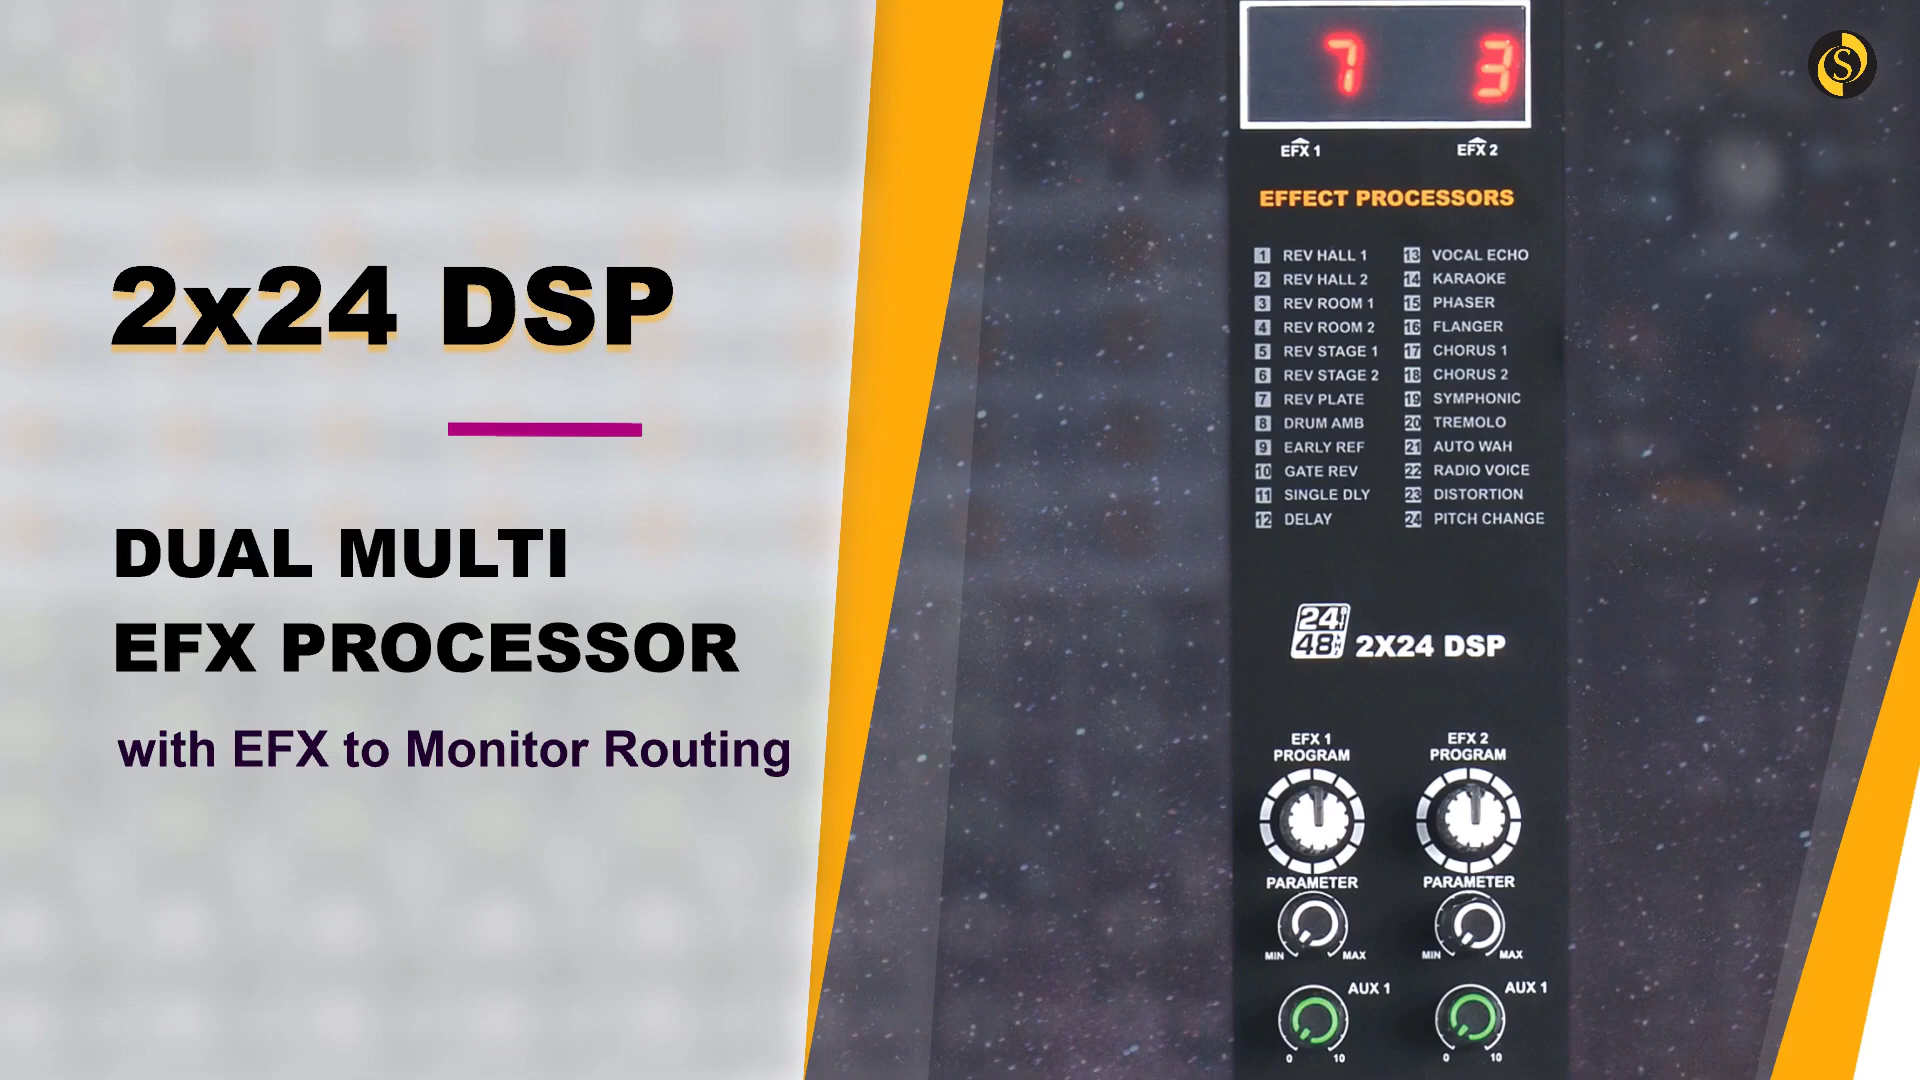 2x24 DSP
DUAL MULTI
EFX PROCESSOR
with EFX to Monitor Routing
S
7 3
EFX 1 EFX 2
EFFECT PROCESSORS
1 REV HALL 1
2 REV HALL 2
3 REV ROOM 1
4 REV ROOM 2
5 REV STAGE 1
6 REV STAGE 2
7 REV PLATE
8 DRUM AMB
9 EARLY REF
10 GATE REV
11 SINGLE DLY
12 DELAY
13 VOCAL ECHO
14 KARAOKE
15 PHASER
16 FLANGER
17 CHORUS 1
18 CHORUS 2
19 SYMPHONIC
20 TREMOLO
21 AUTO WAH
22 RADIO VOICE
23 DISTORTION
24 PITCH CHANGE
24
48
2X24 DSP
EFX 1 EFX 2
PROGRAM PROGRAM
PARAMETER PARAMETER
MIN MAX MIN MAX
AUX 1 AUX 1
0 10 0 10